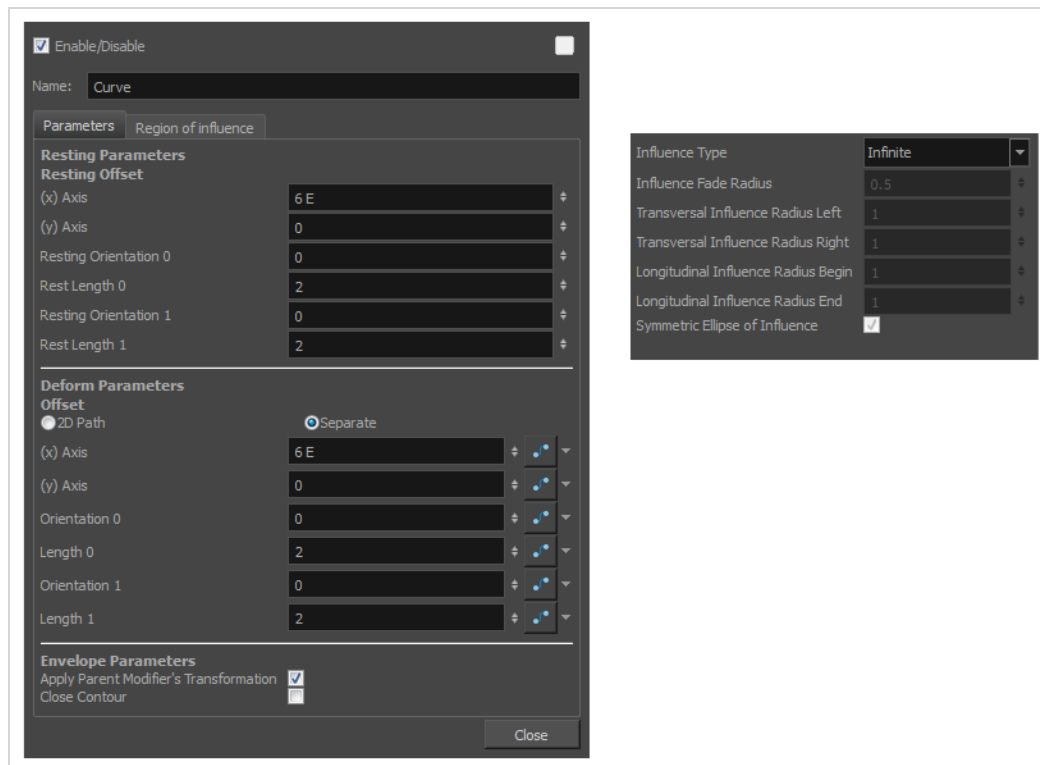 Enable/Disable
Name: Curve
Parameters Region of influence
Resting Parameters
Resting Offset
(x) Axis 6 E
(y) Axis 0
Resting Orientation 0 0
Rest Length 0 2
Resting Orientation 1 0
Rest Length 1 2
Deform Parameters
Offset
2D Path Separate
(x) Axis 6 E
(y) Axis 0
Orientation 0 0
Length 0 2
Orientation 1 0
Length 1 2
Envelope Parameters
Apply Parent Modifier's Transformation
Close Contour
Close
Influence Type Infinite
Influence Fade Radius 0.5
Transversal Influence Radius Left 1
Transversal Influence Radius Right 1
Longitudinal Influence Radius Begin 1
Longitudinal Influence Radius End 1
Symmetric Ellipse of Influence